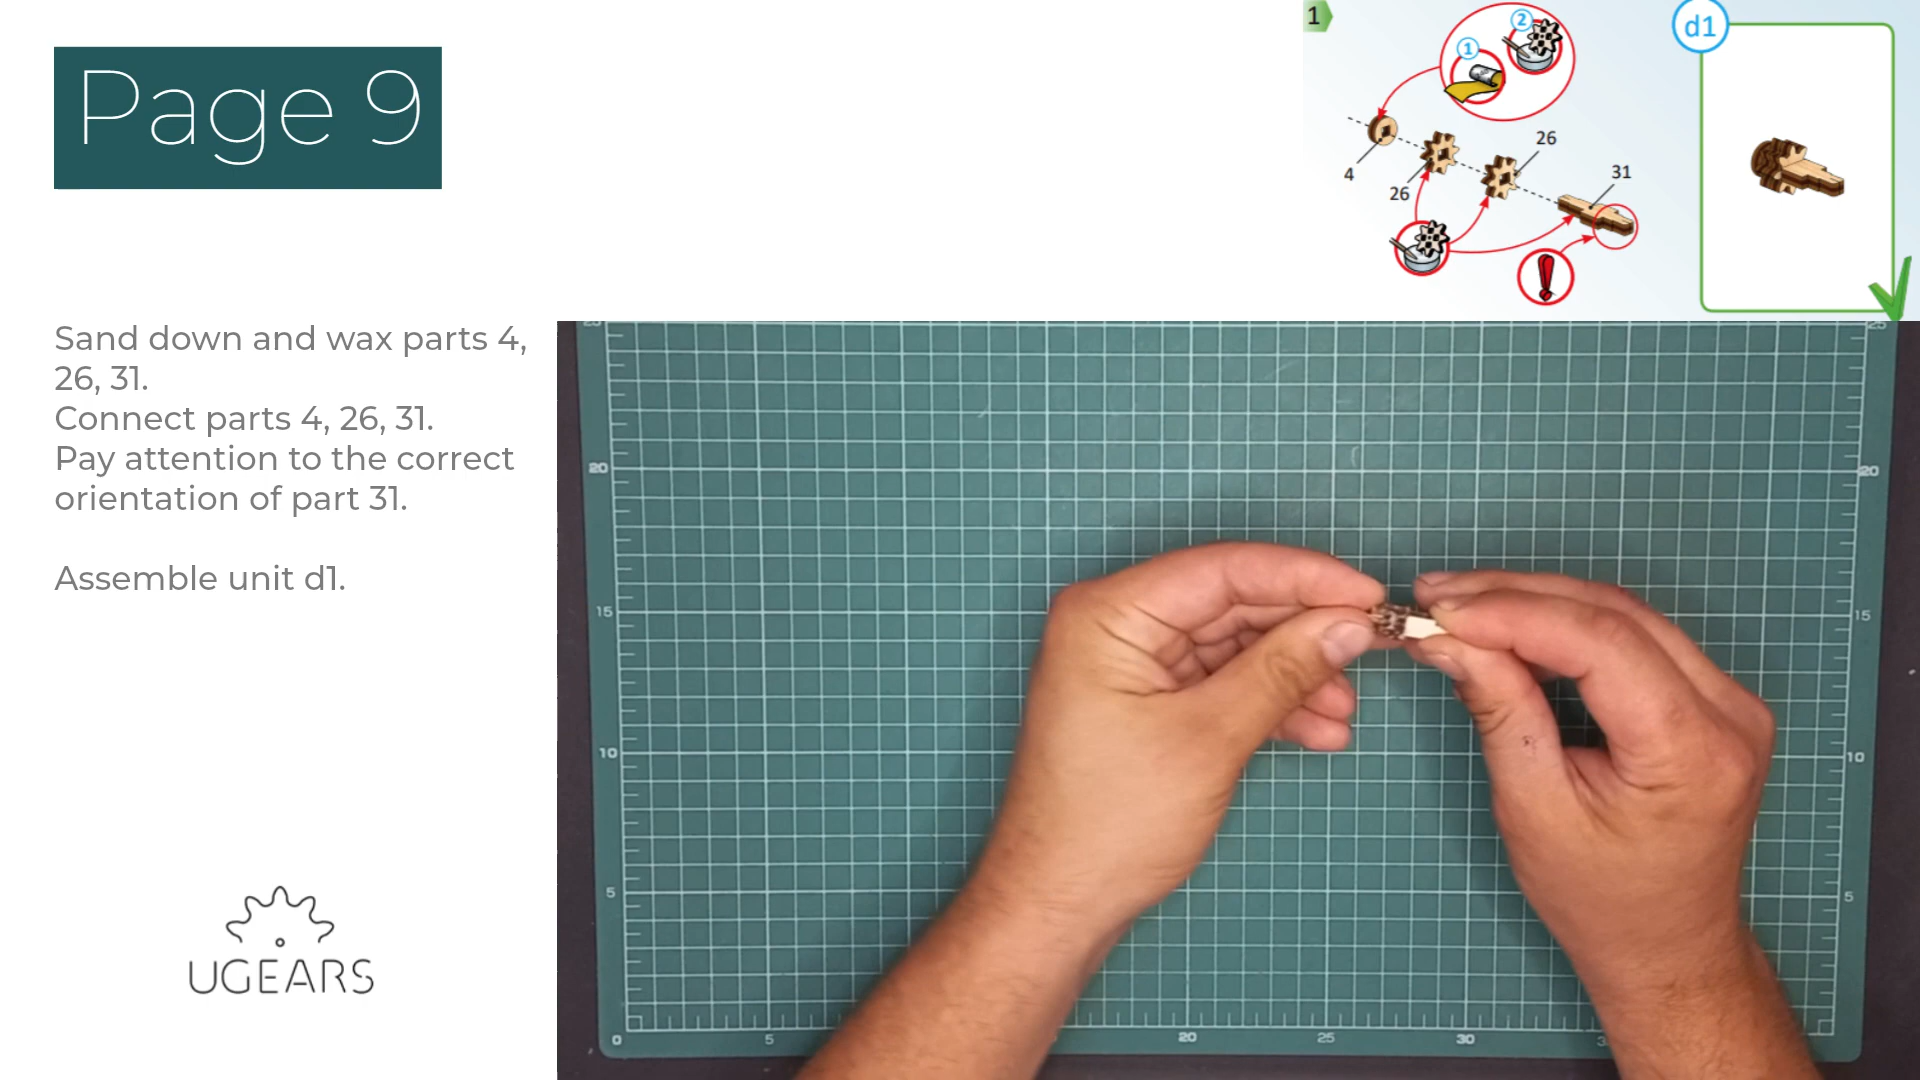 Page 9
1
1
2
d1
4
26
26
31
Sand down and wax parts 4,
26, 31.
Connect parts 4, 26, 31.
Pay attention to the correct
orientation of part 31.
Assemble unit d1.
UGEARS
25
25
20
20
15
15
10
10
5
5
0
5
20
25
30